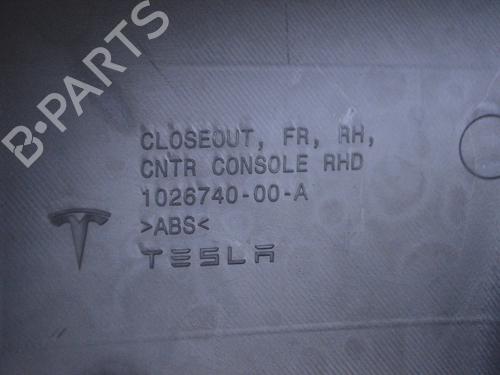 B-PARTS
CLOSEOUT, FR, RH,
CNTR CONSOLE RHD
1026740-00-A
>ABS<
TESLA